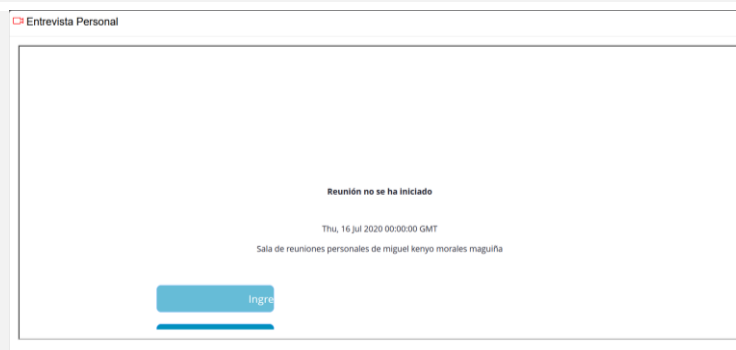 Entrevista Personal
Reunión no se ha iniciado
Thu, 16 Jul 2020 00:00:00 GMT
Sala de reuniones personales de miguel kenyo morales maguiña
Ingre